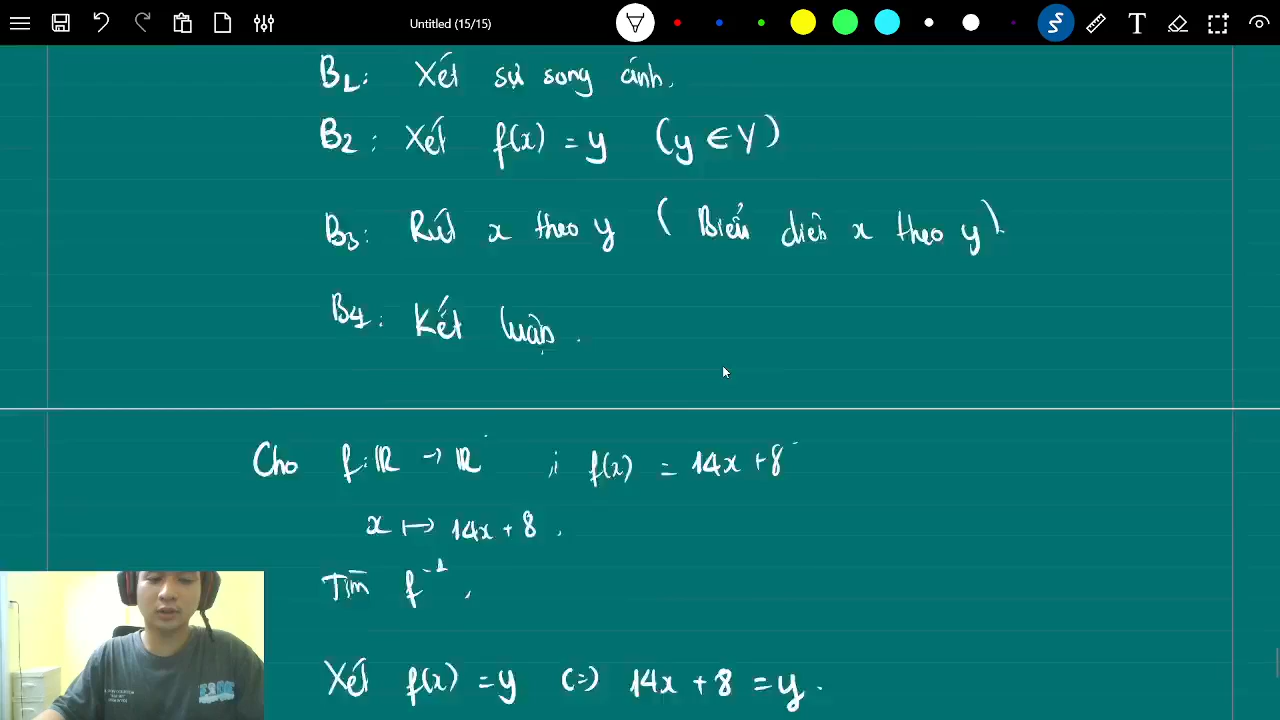 Untitled (15/15)
B1: Xét sự song ánh.
B2: Xét f(x) = y (y ∈ Y)
B3: Rút x theo y (Biểu diễn x theo y).
B4: Kết luận.
Cho f: ℝ → ℝ ; f(x) = 14x + 8
x ↦ 14x + 8.
Tìm f⁻¹.
Xét f(x) = y (=) 14x + 8 = y.